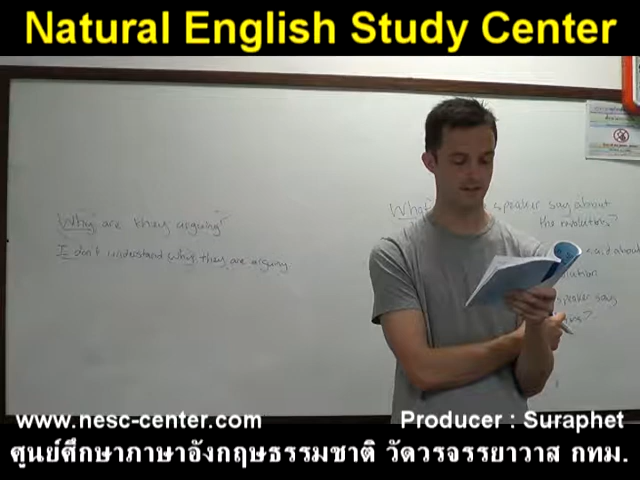 Natural English Study Center
Why are they arguing?
I don't understand why they are arguing
What speaker say about
the revolutions?
said about
speaker say
www.nesc-center.com
Producer : Suraphet
ศูนย์ศึกษาภาษาอังกฤษธรรมชาติ วัดวรจรรยาวาส กทม.